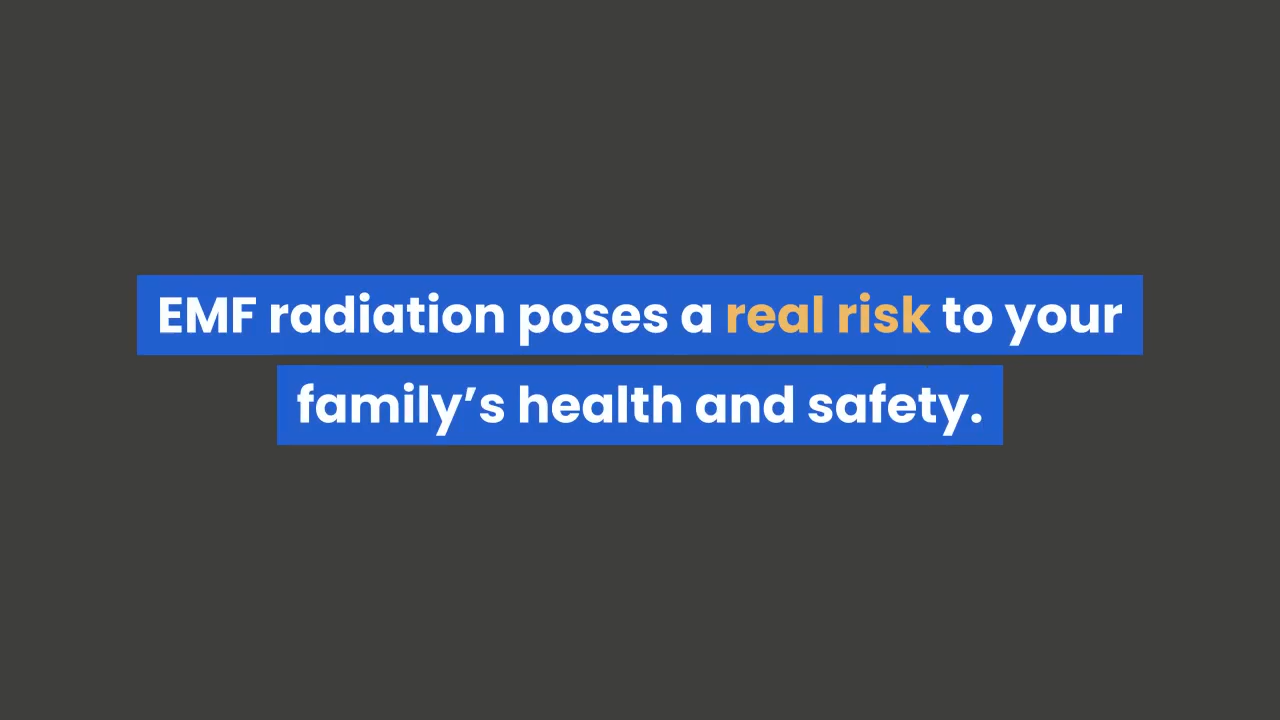 EMF radiation poses a real risk to your
family’s health and safety.